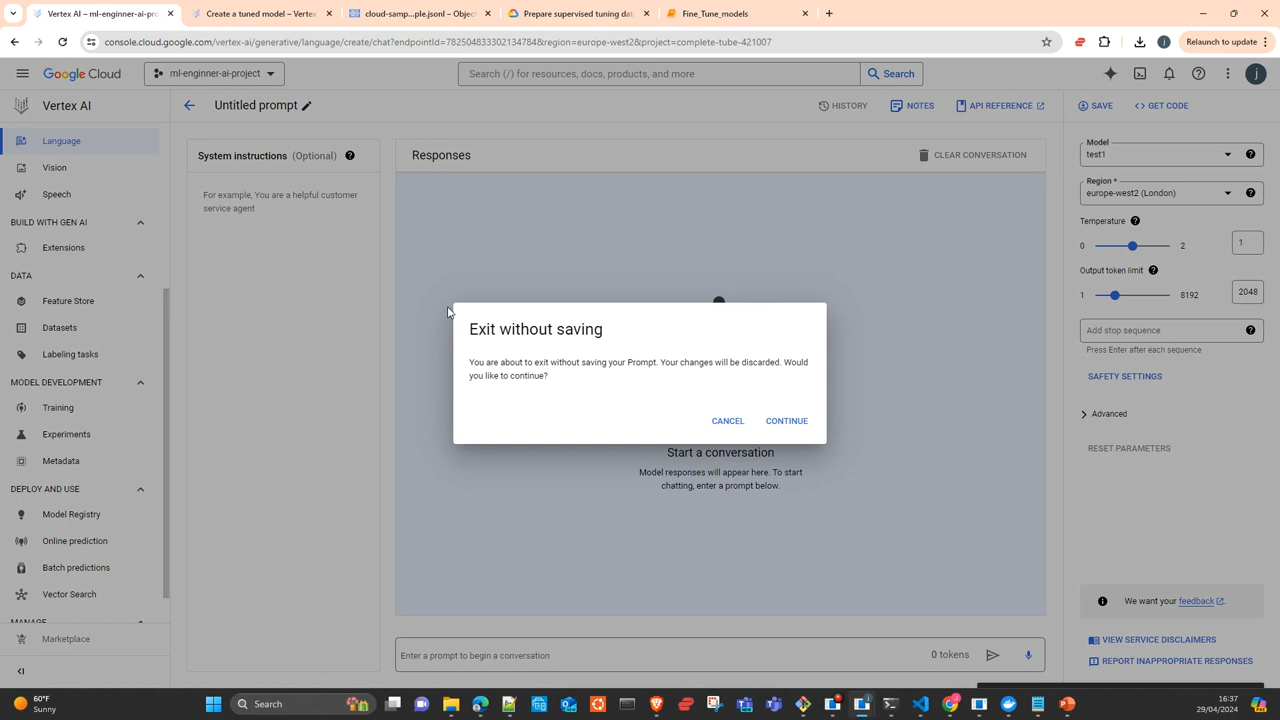 Vertex AI – ml-enginner-ai-pro
Create a tuned model – Vertex
cloud-samp...ple.jsonl – Objec
Prepare supervised tuning dat
Fine_Tune_models
console.cloud.google.com/vertex-ai/generative/language/create/chat?endpointId=782504833302134784&region=europe-west2&project=complete-tube-421007
Relaunch to update
Google Cloud
ml-enginner-ai-project
Search (/) for resources, docs, products, and more
Search
j
Vertex AI
Untitled prompt
HISTORY
NOTES
API REFERENCE
SAVE
<> GET CODE
Language
Vision
Speech
BUILD WITH GEN AI
Extensions
DATA
Feature Store
Datasets
Labeling tasks
MODEL DEVELOPMENT
Training
Experiments
Metadata
DEPLOY AND USE
Model Registry
Online prediction
Batch predictions
Vector Search
MANAGE
Marketplace
System instructions (Optional)
For example, You are a helpful customer
service agent
Responses
CLEAR CONVERSATION
Exit without saving
You are about to exit without saving your Prompt. Your changes will be discarded. Would
you like to continue?
CANCEL
CONTINUE
Start a conversation
Model responses will appear here. To start
chatting, enter a prompt below.
Enter a prompt to begin a conversation
0 tokens
Model
test1
Region *
europe-west2 (London)
Temperature
0
2
1
Output token limit
1
8192
2048
Add stop sequence
Press Enter after each sequence
SAFETY SETTINGS
Advanced
RESET PARAMETERS
We want your feedback.
VIEW SERVICE DISCLAIMERS
REPORT INAPPROPRIATE RESPONSES
60°F
Sunny
Search
16:37
29/04/2024